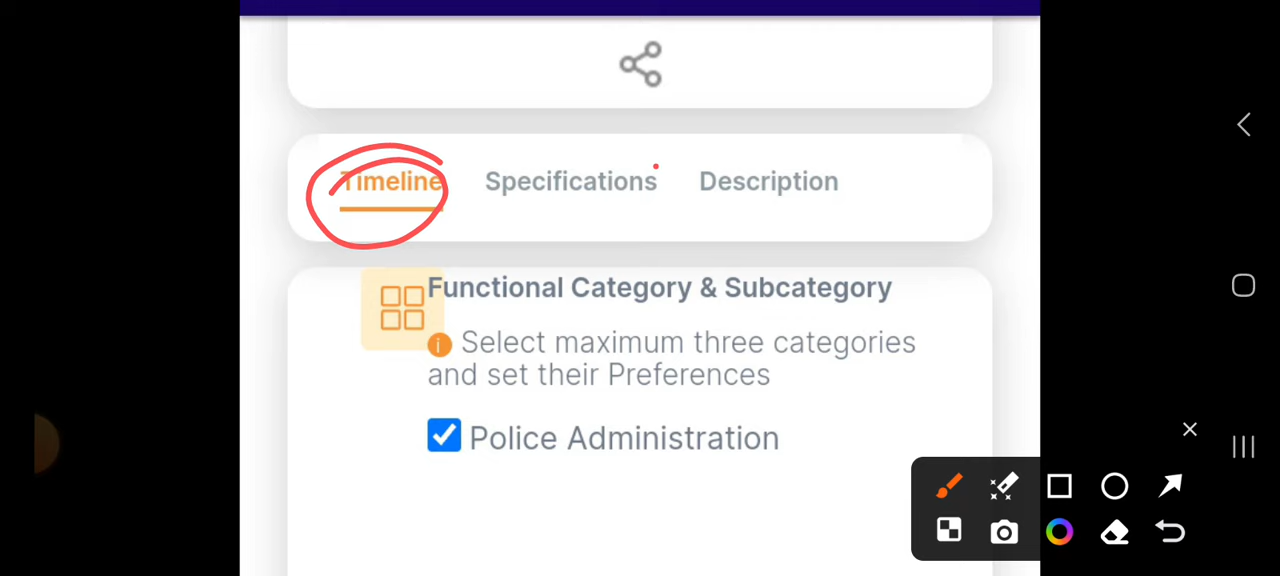 Timeline Specifications Description
Functional Category & Subcategory
Select maximum three categories
and set their Preferences
Police Administration